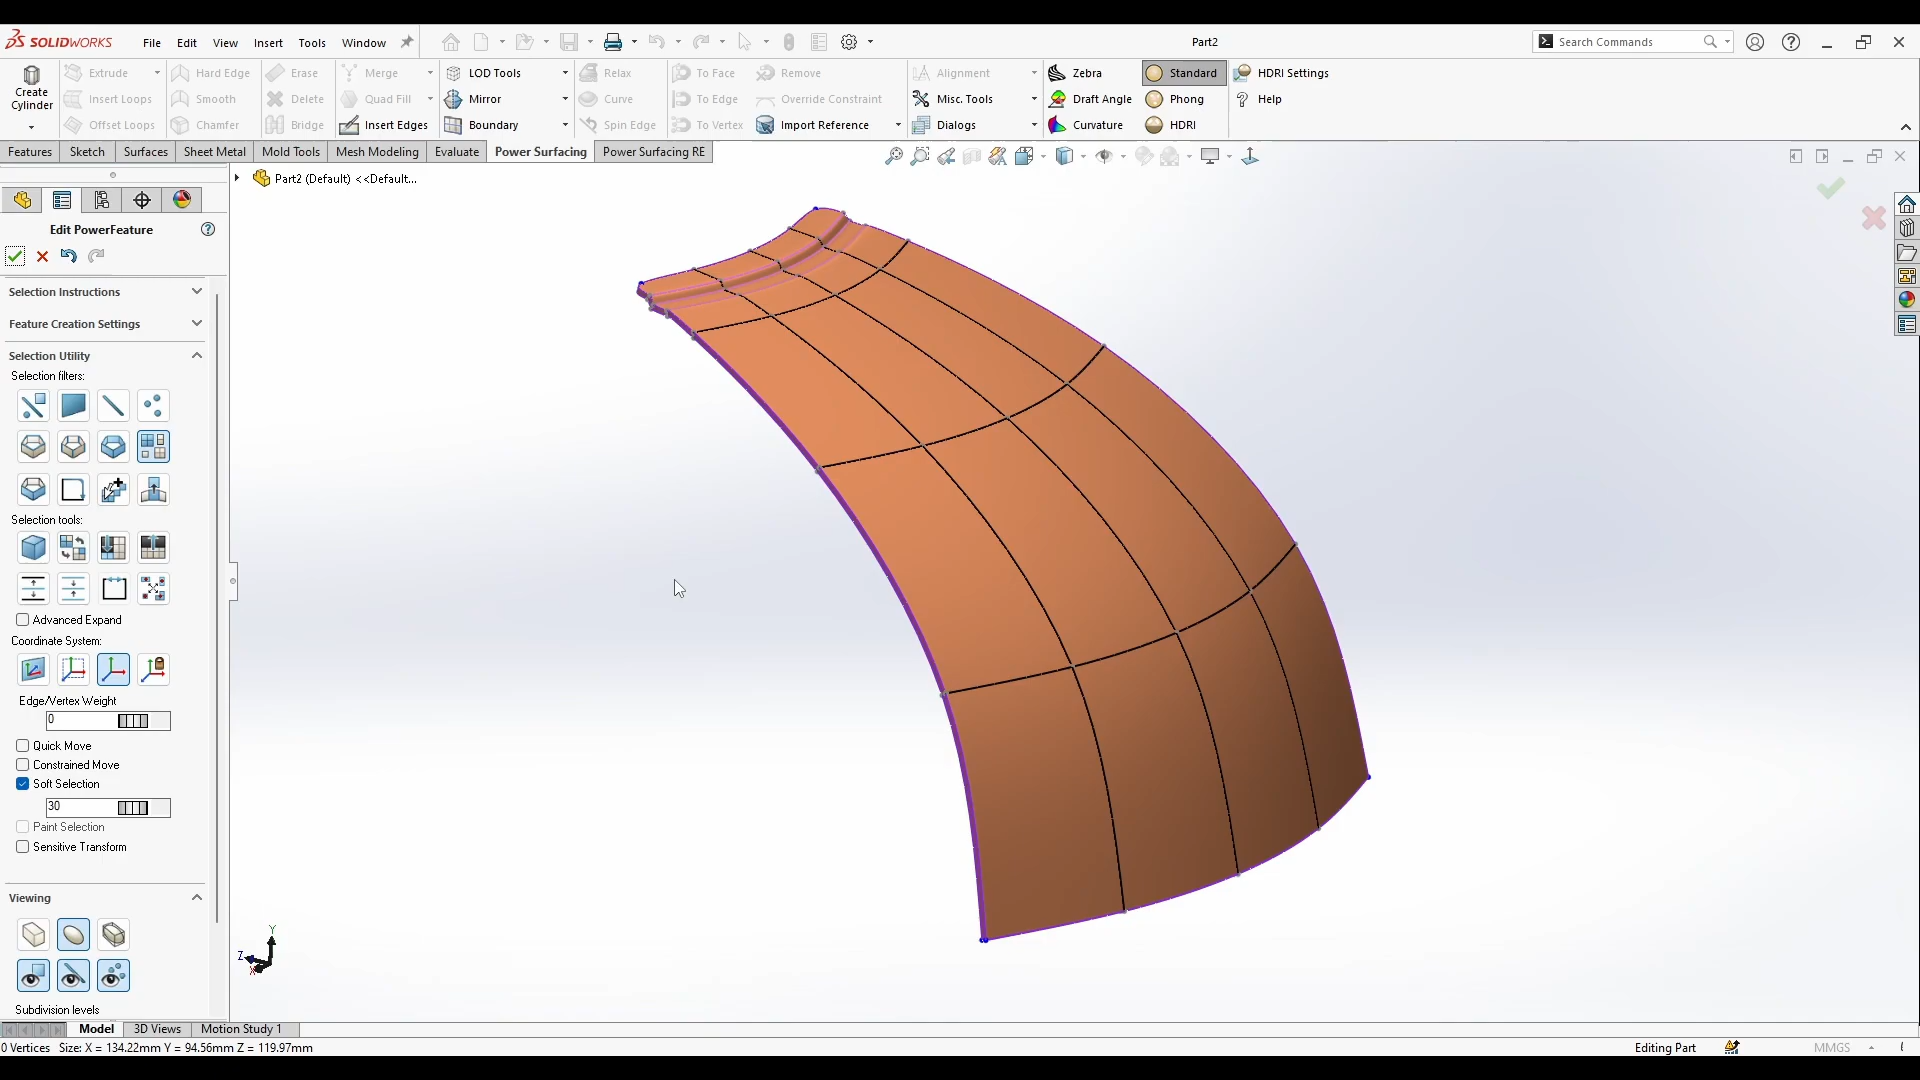 SOLIDWORKS File Edit View Insert Tools Window Part2 Search Commands
Extrude Hard Edge Erase Merge LOD Tools Relax To Face Remove Alignment Zebra Standard HDRI Settings
Create Cylinder Insert Loops Smooth Delete Quad Fill Mirror Curve To Edge Override Constraint Misc. Tools Draft Angle Phong Help
Offset Loops Chamfer Bridge Insert Edges Boundary Spin Edge To Vertex Import Reference Dialogs Curvature HDRI
Features Sketch Surfaces Sheet Metal Mold Tools Mesh Modeling Evaluate Power Surfacing Power Surfacing RE
Part2 (Default) <<Default...
Edit PowerFeature
Selection Instructions
Feature Creation Settings
Selection Utility
Selection filters:
Selection tools:
Advanced Expand
Coordinate System:
Edge/Vertex Weight
0
Quick Move
Constrained Move
Soft Selection
30
Paint Selection
Sensitive Transform
Viewing
Y
Z
X
Subdivision levels
Model 3D Views Motion Study 1
0 Vertices Size: X = 134.22mm Y = 94.56mm Z = 119.97mm Editing Part MMGS